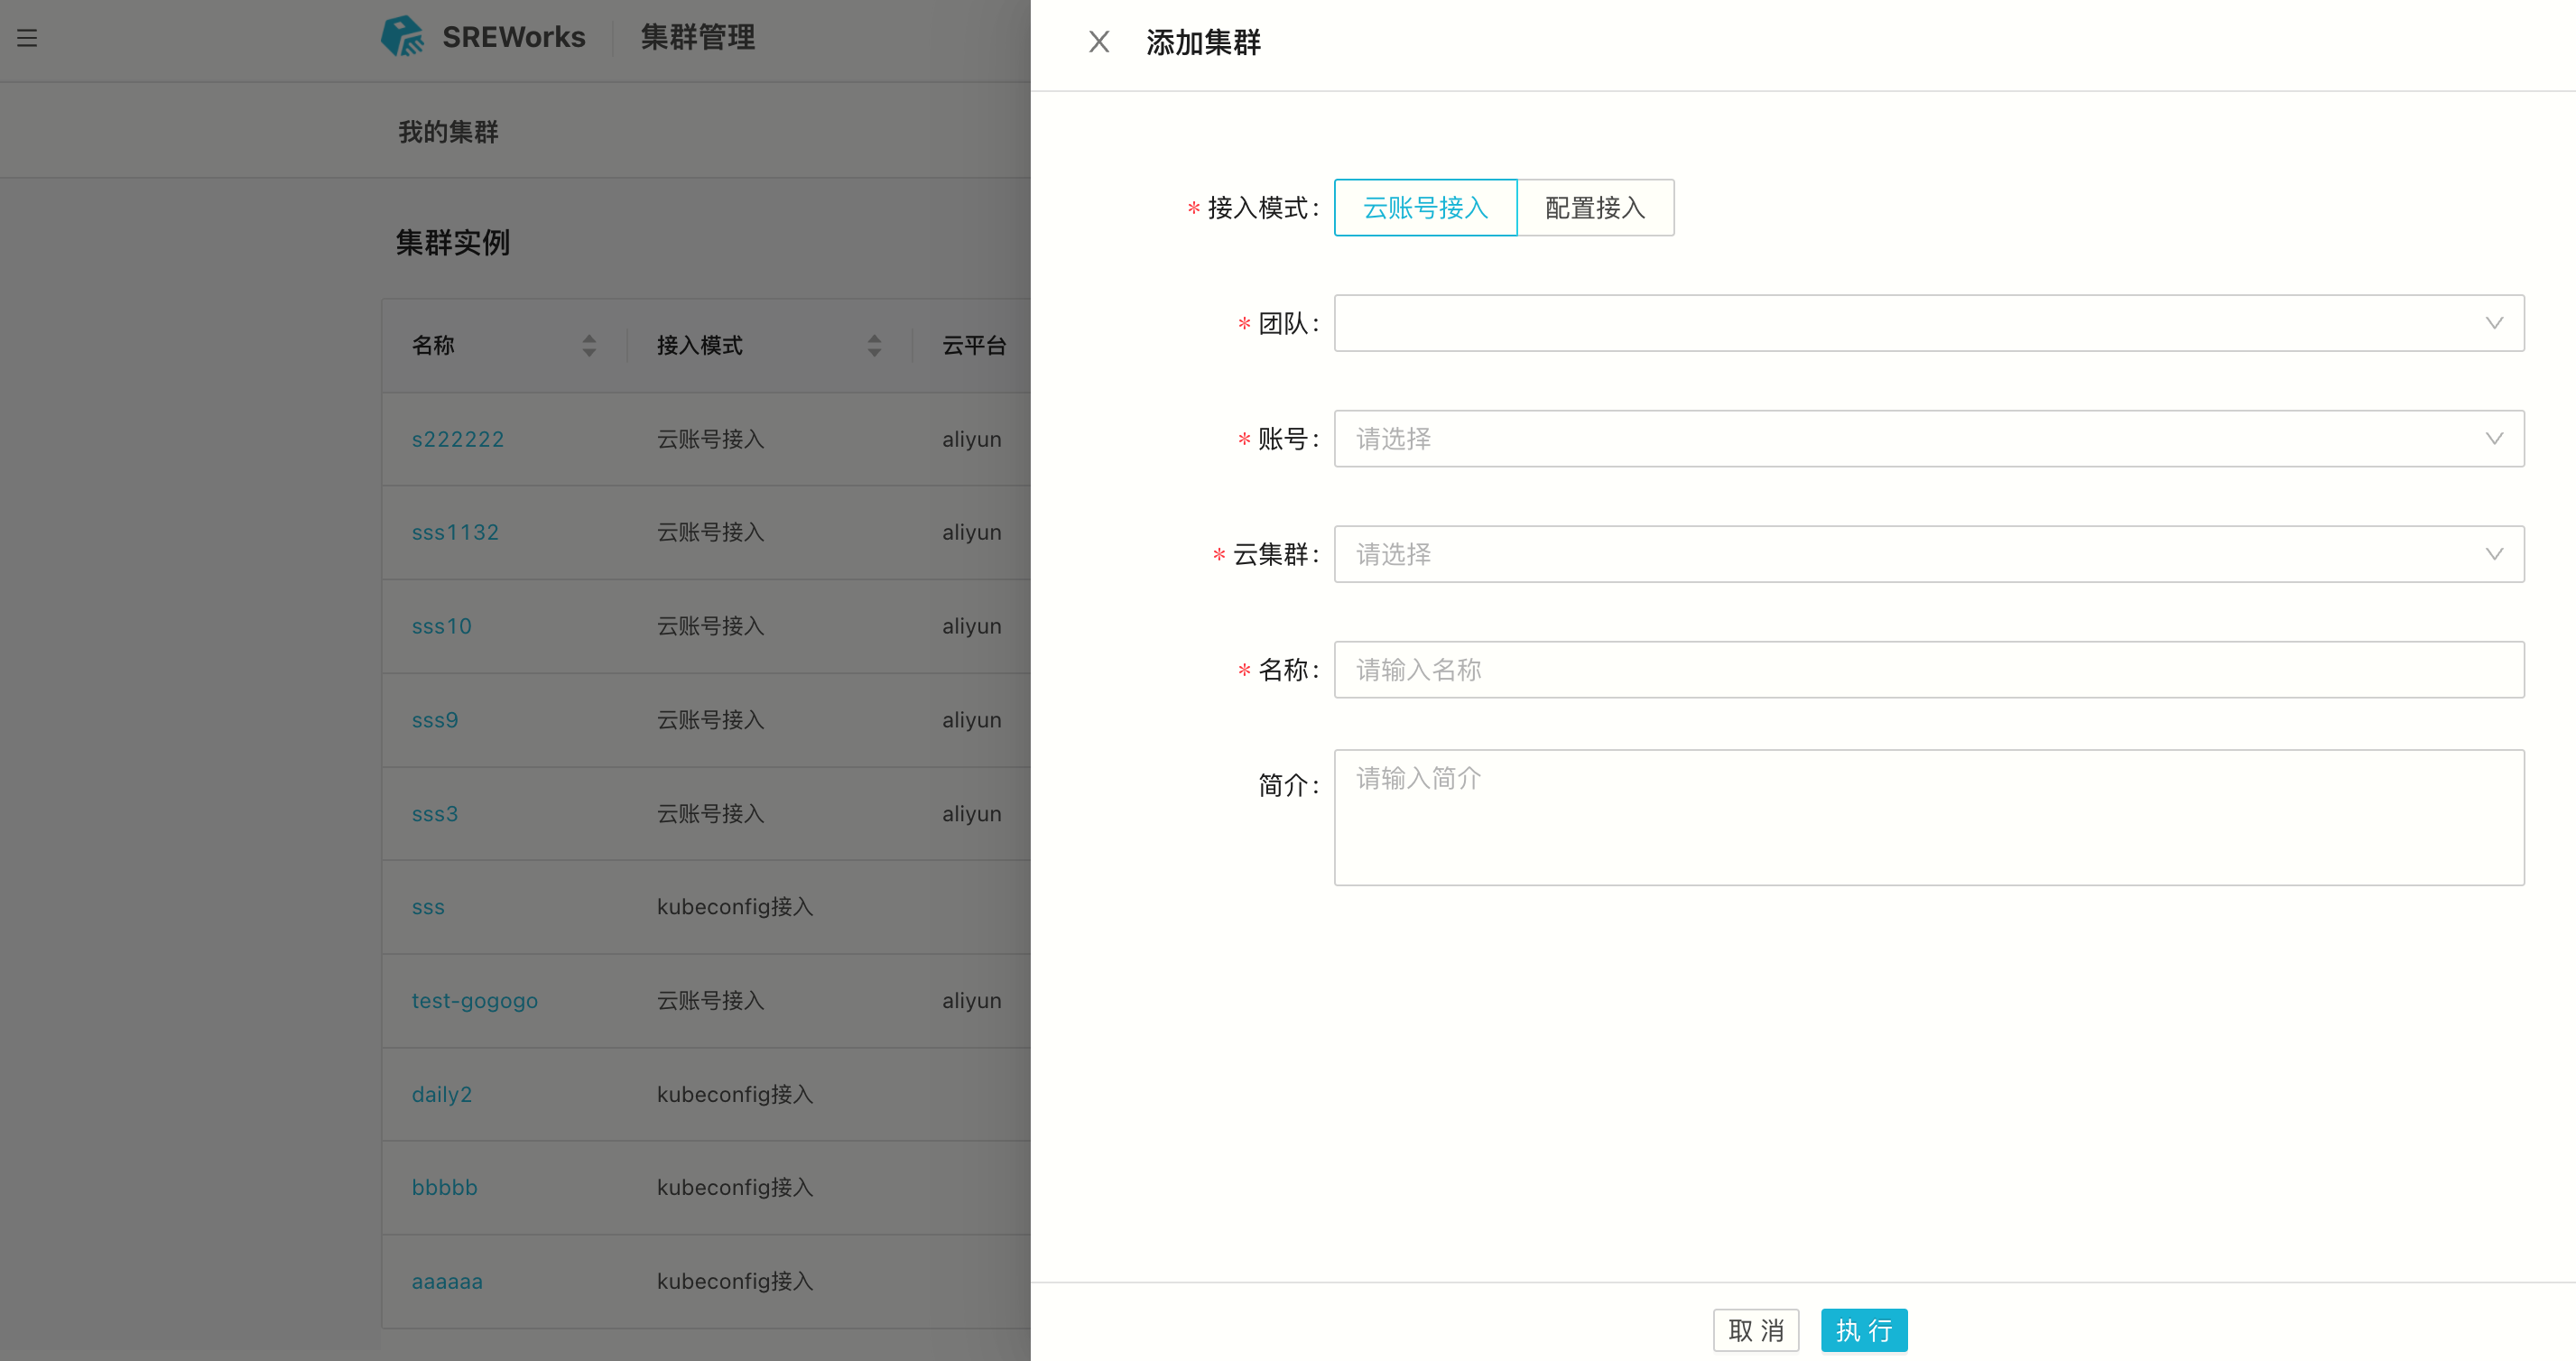 SREWorks
集群管理
我的集群
集群实例
名称 接入模式 云平台
s222222 云账号接入 aliyun
sss1132 云账号接入 aliyun
sss10 云账号接入 aliyun
sss9 云账号接入 aliyun
sss3 云账号接入 aliyun
sss kubeconfig接入
test-gogogo 云账号接入 aliyun
daily2 kubeconfig接入
bbbbb kubeconfig接入
aaaaaa kubeconfig接入
添加集群
* 接入模式: 云账号接入 配置接入
* 团队:
* 账号: 请选择
* 云集群: 请选择
* 名称: 请输入名称
简介: 请输入简介
取 消 执 行